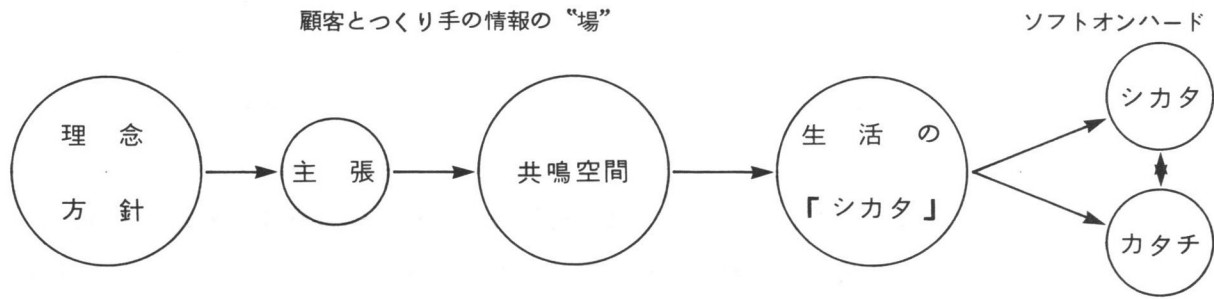 顧客とつくり手の情報の〝場”
ソフトオンハード
理念
方針
主張
共鳴空間
生活の
「シカタ」
シカタ
カタチ